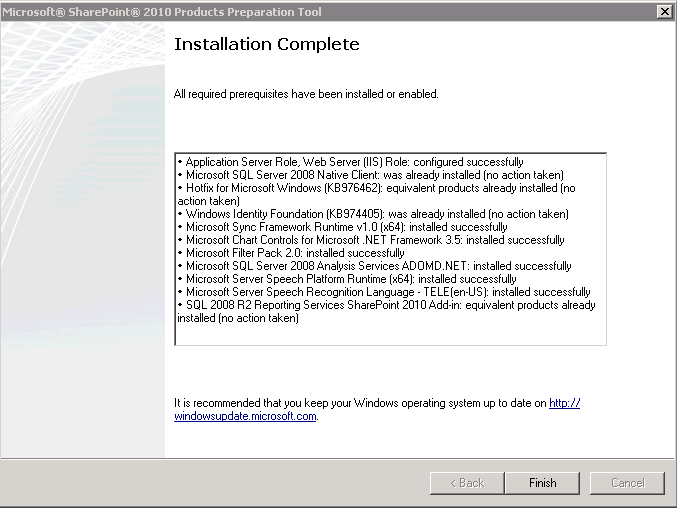 Microsoft® SharePoint® 2010 Products Preparation Tool
Installation Complete
All required prerequisites have been installed or enabled.
• Application Server Role, Web Server (IIS) Role: configured successfully
• Microsoft SQL Server 2008 Native Client: was already installed (no action taken)
• Hotfix for Microsoft Windows (KB976462): equivalent products already installed (no
action taken)
• Windows Identity Foundation (KB974405): was already installed (no action taken)
• Microsoft Sync Framework Runtime v1.0 (x64): installed successfully
• Microsoft Chart Controls for Microsoft .NET Framework 3.5: installed successfully
• Microsoft Filter Pack 2.0: installed successfully
• Microsoft SQL Server 2008 Analysis Services ADOMD.NET: installed successfully
• Microsoft Server Speech Platform Runtime (x64): installed successfully
• Microsoft Server Speech Recognition Language - TELE(en-US): installed successfully
• SQL 2008 R2 Reporting Services SharePoint 2010 Add-in: equivalent products already
installed (no action taken)
It is recommended that you keep your Windows operating system up to date on http://
windowsupdate.microsoft.com.
< Back Finish Cancel